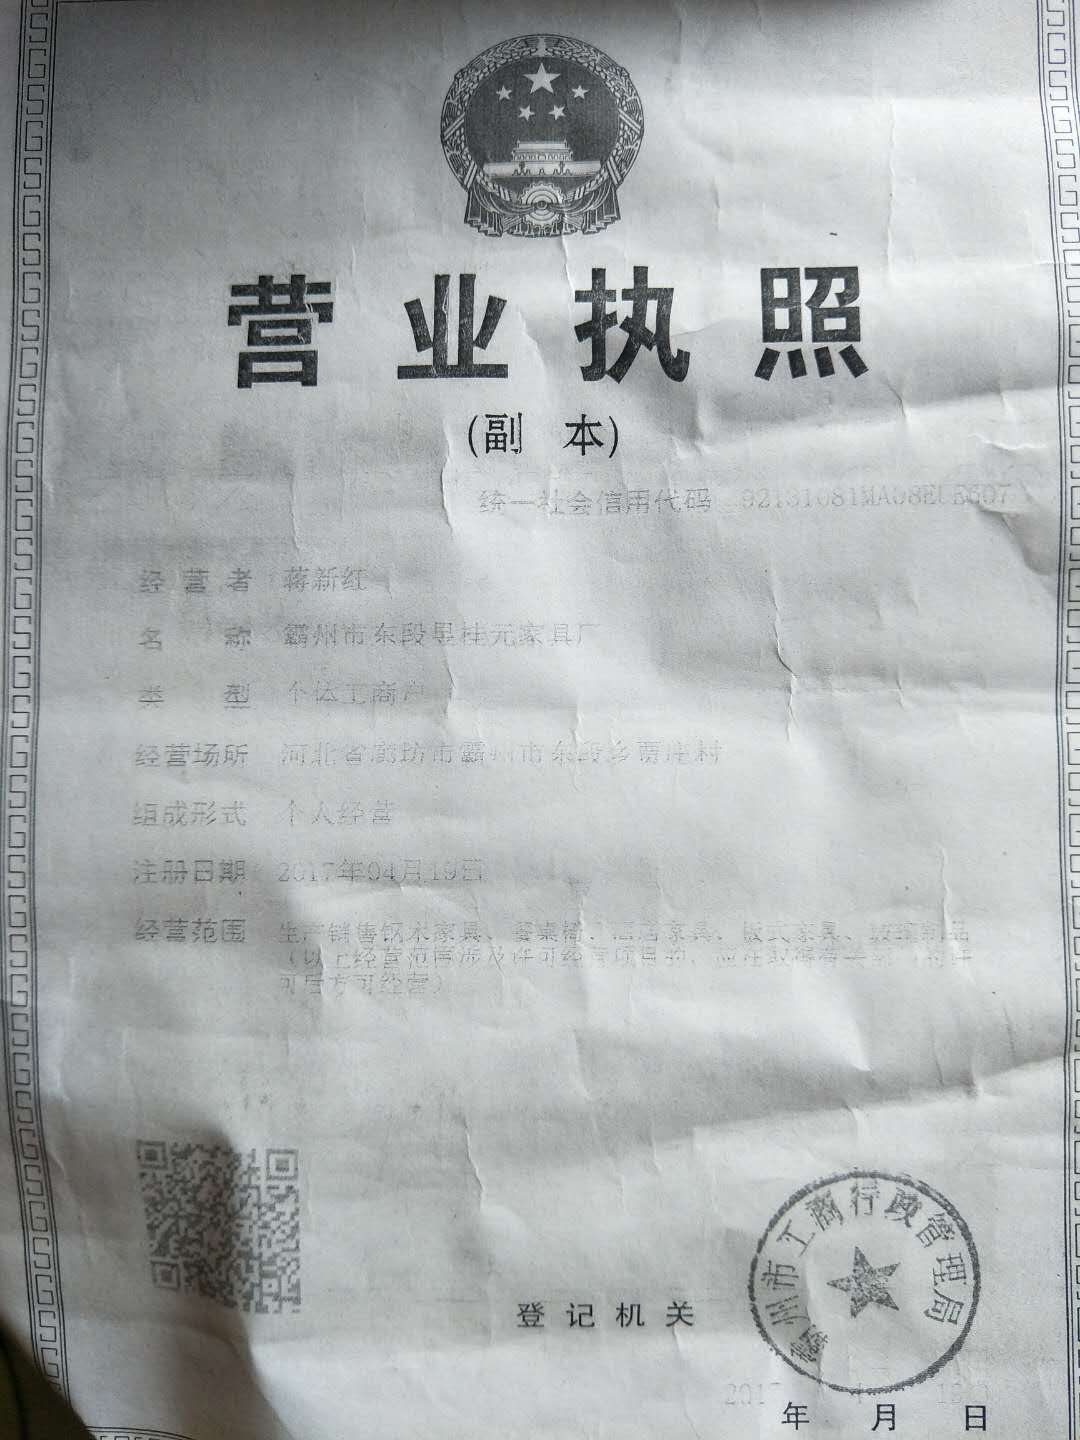 营业执照
(副 本)
统一社会信用代码
经营者 蒋新红
名称 霸州市东段昱桂元家具厂
类型 个体工商户
经营场所 河北省廊坊市霸州市东段乡贾庄村
组成形式 个人经营
注册日期 2017年04月19日
经营范围 生产销售钢木家具、餐桌椅、酒店家具、板式家具、玻璃制品
(以上经营范围涉及许可经营项目的,应在取得有关部门的许
可后方可经营)
霸州市工商行政管理局
登记机关
年 月 日